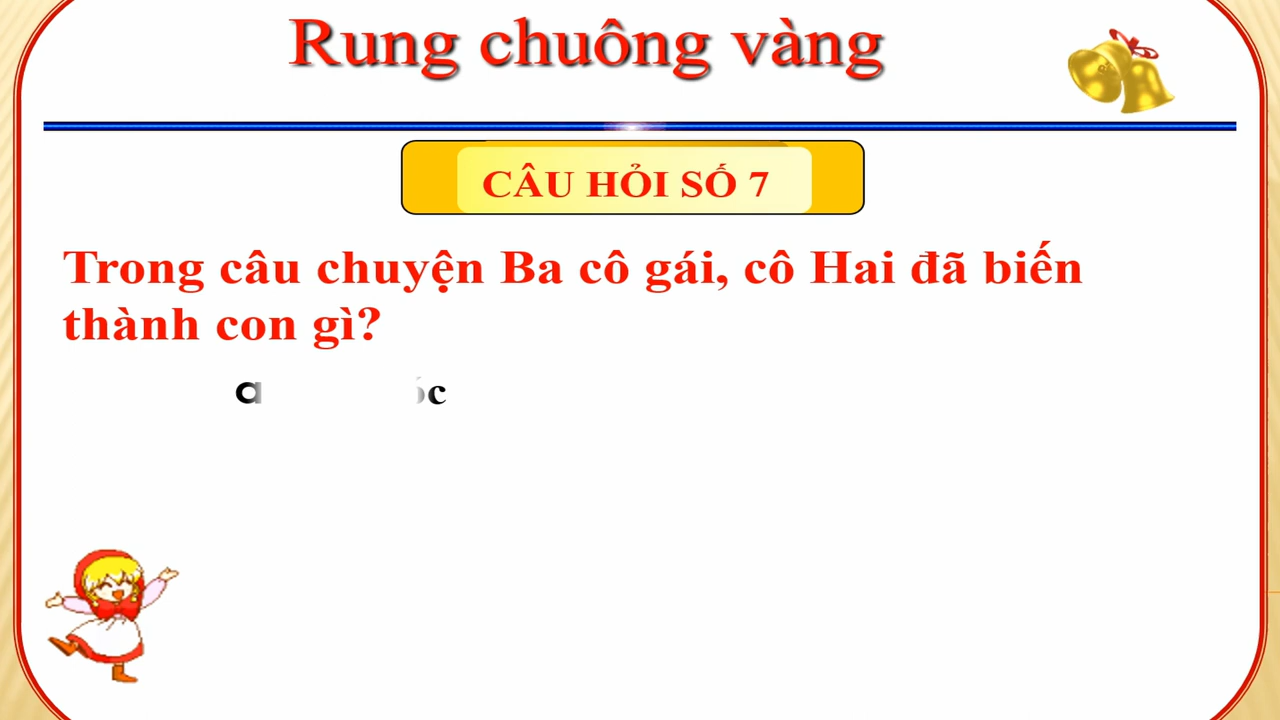 Rung chuông vàng
CÂU HỎI SỐ 7
Trong câu chuyện Ba cô gái, cô Hai đã biến
thành con gì?
a